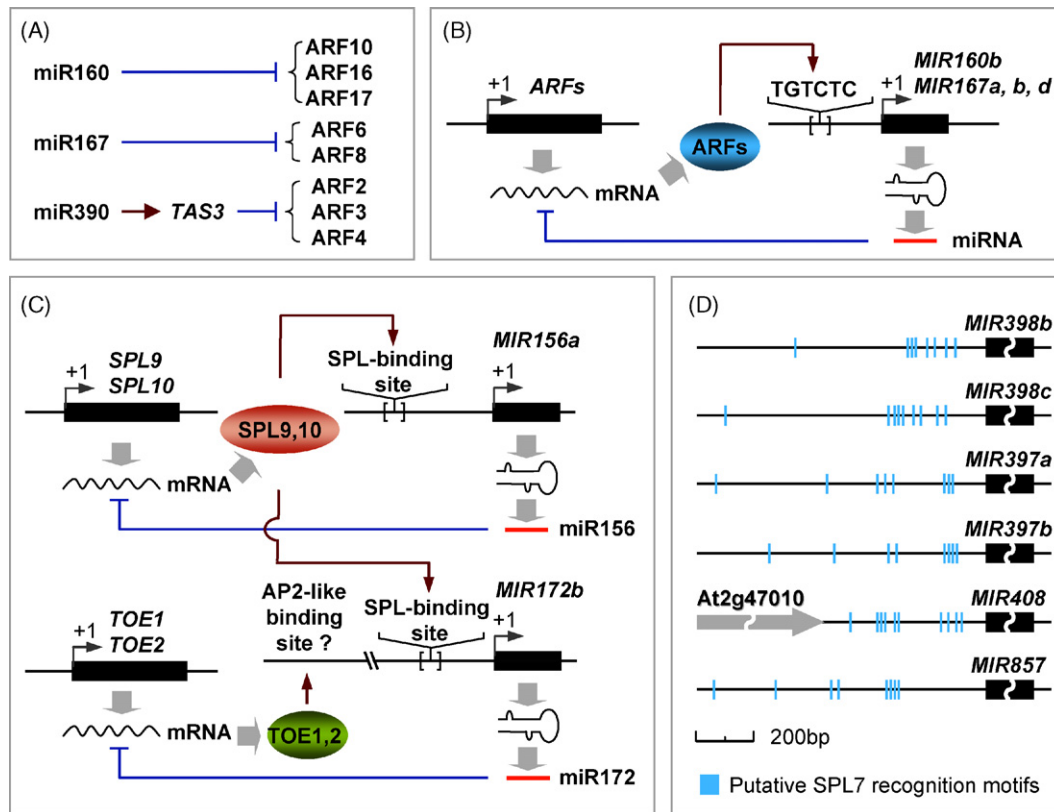 (A)
miR160
ARF10
ARF16
ARF17
miR167
ARF6
ARF8
miR390
TAS3
ARF2
ARF3
ARF4
(B)
+1
ARFs
mRNA
ARFs
TGTCTC
+1
MIR160b
MIR167a, b, d
miRNA
(C)
+1
SPL9
SPL10
mRNA
SPL9,10
SPL-binding
site
+1
MIR156a
miR156
+1
TOE1
TOE2
mRNA
TOE1,2
AP2-like
binding
site ?
SPL-binding
site
+1
MIR172b
miR172
(D)
MIR398b
MIR398c
MIR397a
MIR397b
At2g47010
MIR408
MIR857
200bp
Putative SPL7 recognition motifs